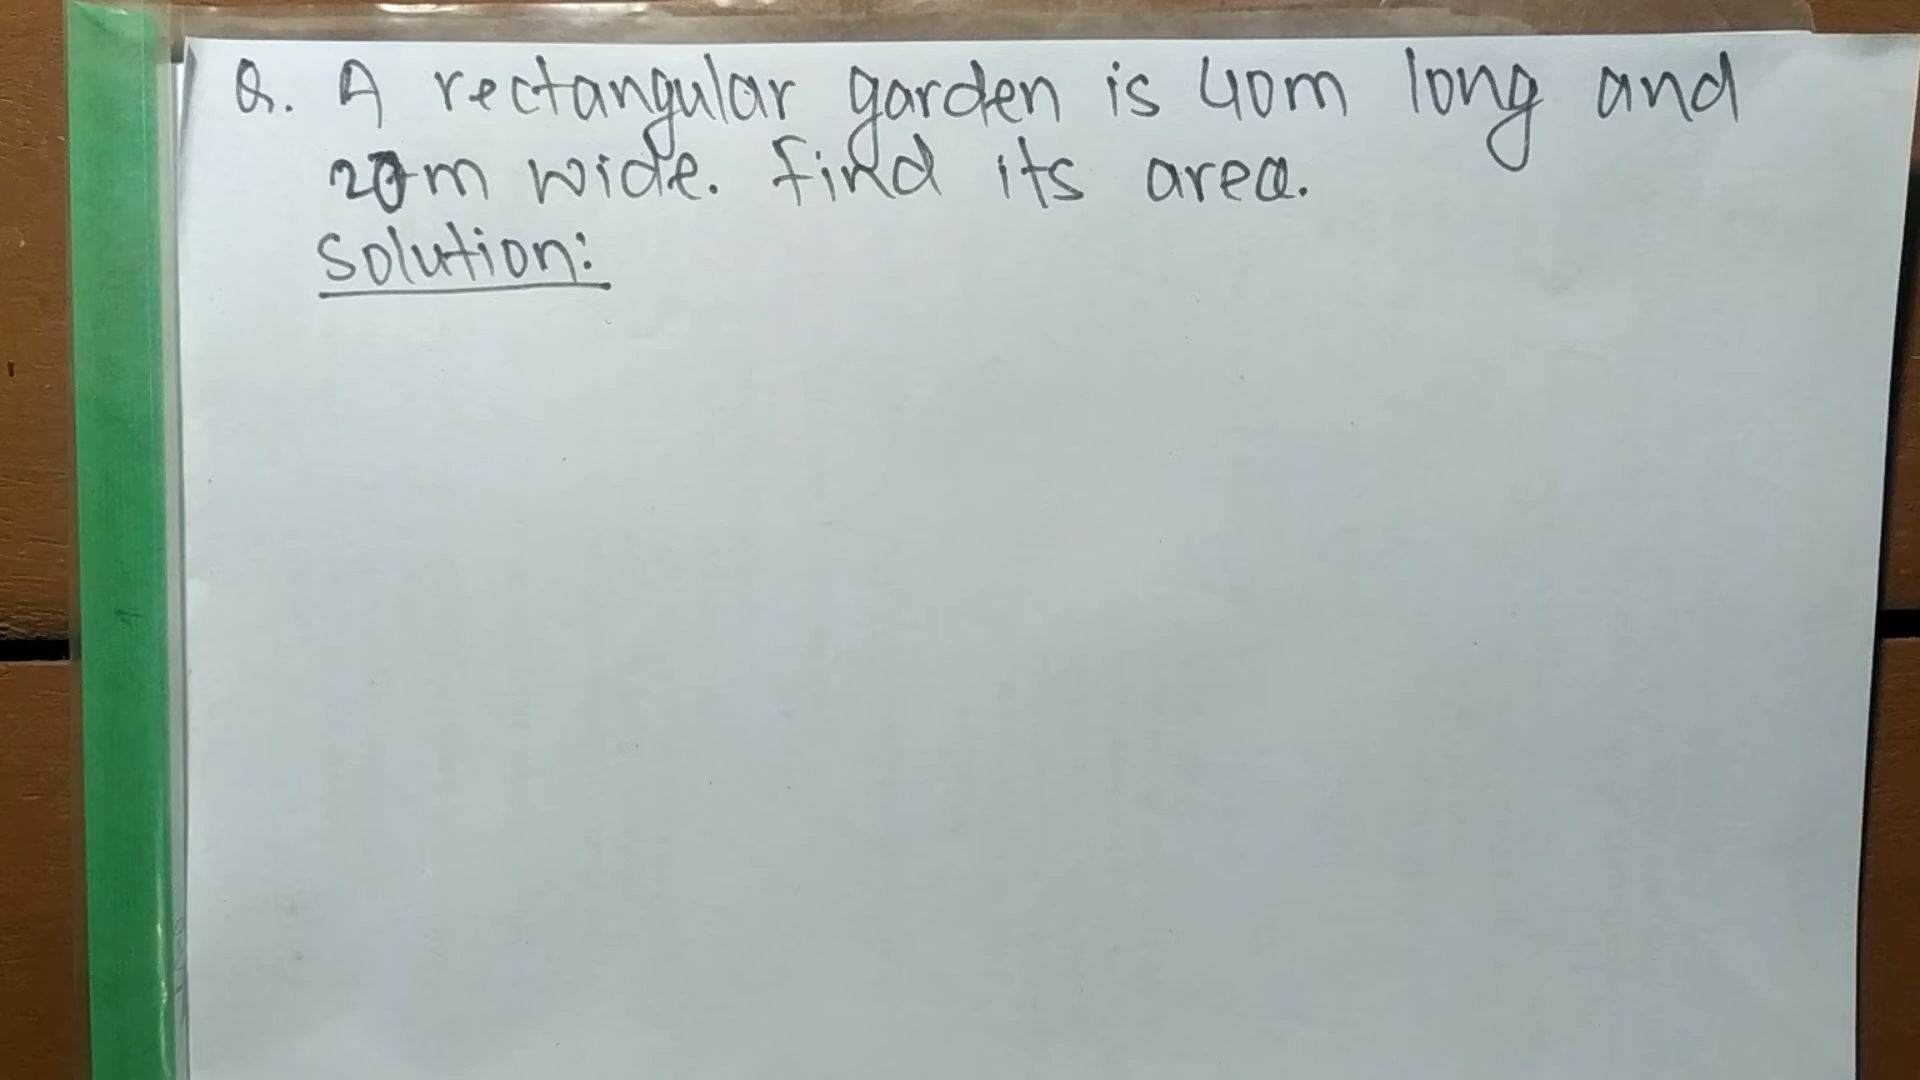 Q. A rectangular garden is 40m long and
20m wide. Find its area.
Solution: